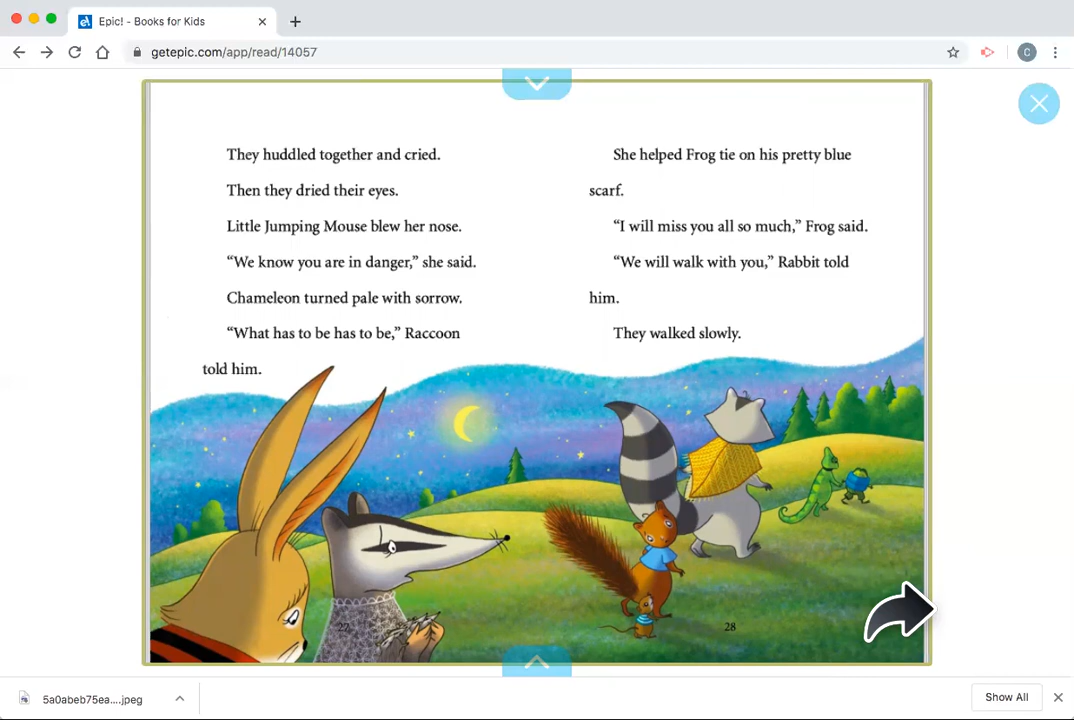 Epic! - Books for Kids
getepic.com/app/read/14057
C
They huddled together and cried.
Then they dried their eyes.
Little Jumping Mouse blew her nose.
“We know you are in danger,” she said.
Chameleon turned pale with sorrow.
“What has to be has to be,” Raccoon
told him.
27
She helped Frog tie on his pretty blue
scarf.
“I will miss you all so much,” Frog said.
“We will walk with you,” Rabbit told
him.
They walked slowly.
28
5a0abeb75ea....jpeg
Show All